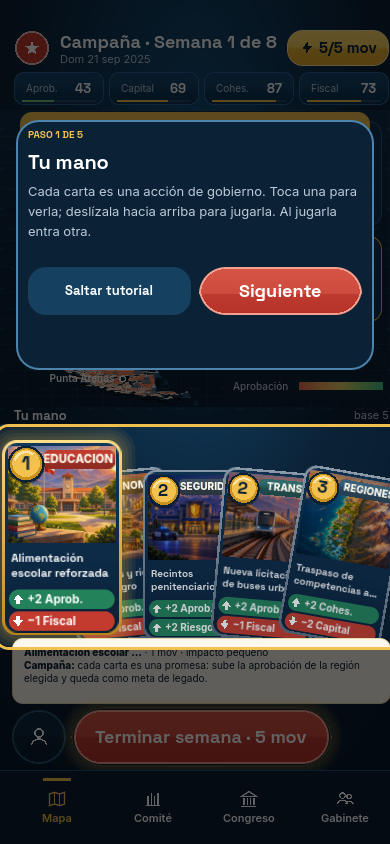 Campaña · Semana 1 de 8
Dom 21 sep 2025
5/5 mov
Aprob. 43
Capital 69
Cohes. 87
Fiscal 73
PASO 1 DE 5
Tu mano
Cada carta es una acción de gobierno. Toca una para
verla; deslízala hacia arriba para jugarla. Al jugarla
entra otra.
Saltar tutorial
Siguiente
Punta Arenas
Aprobación
Tu mano
base 5
1
EDUCACION
Alimentación
escolar reforzada
+2 Aprob.
−1 Fiscal
2
SEGURID
Recintos
penitenciario
+2 Aprob.
+2 Riesgo
2
TRANS
Nueva licitac
de buses urb
+2 Aprob
−1 Fiscal
3
REGIONES
Traspaso de
competencias a…
+2 Cohes.
−2 Capital
Alimentación escolar … · 1 mov · impacto pequeño
Campaña: cada carta es una promesa: sube la aprobación de la región
elegida y queda como meta de legado.
Terminar semana · 5 mov
Mapa
Comité
Congreso
Gabinete